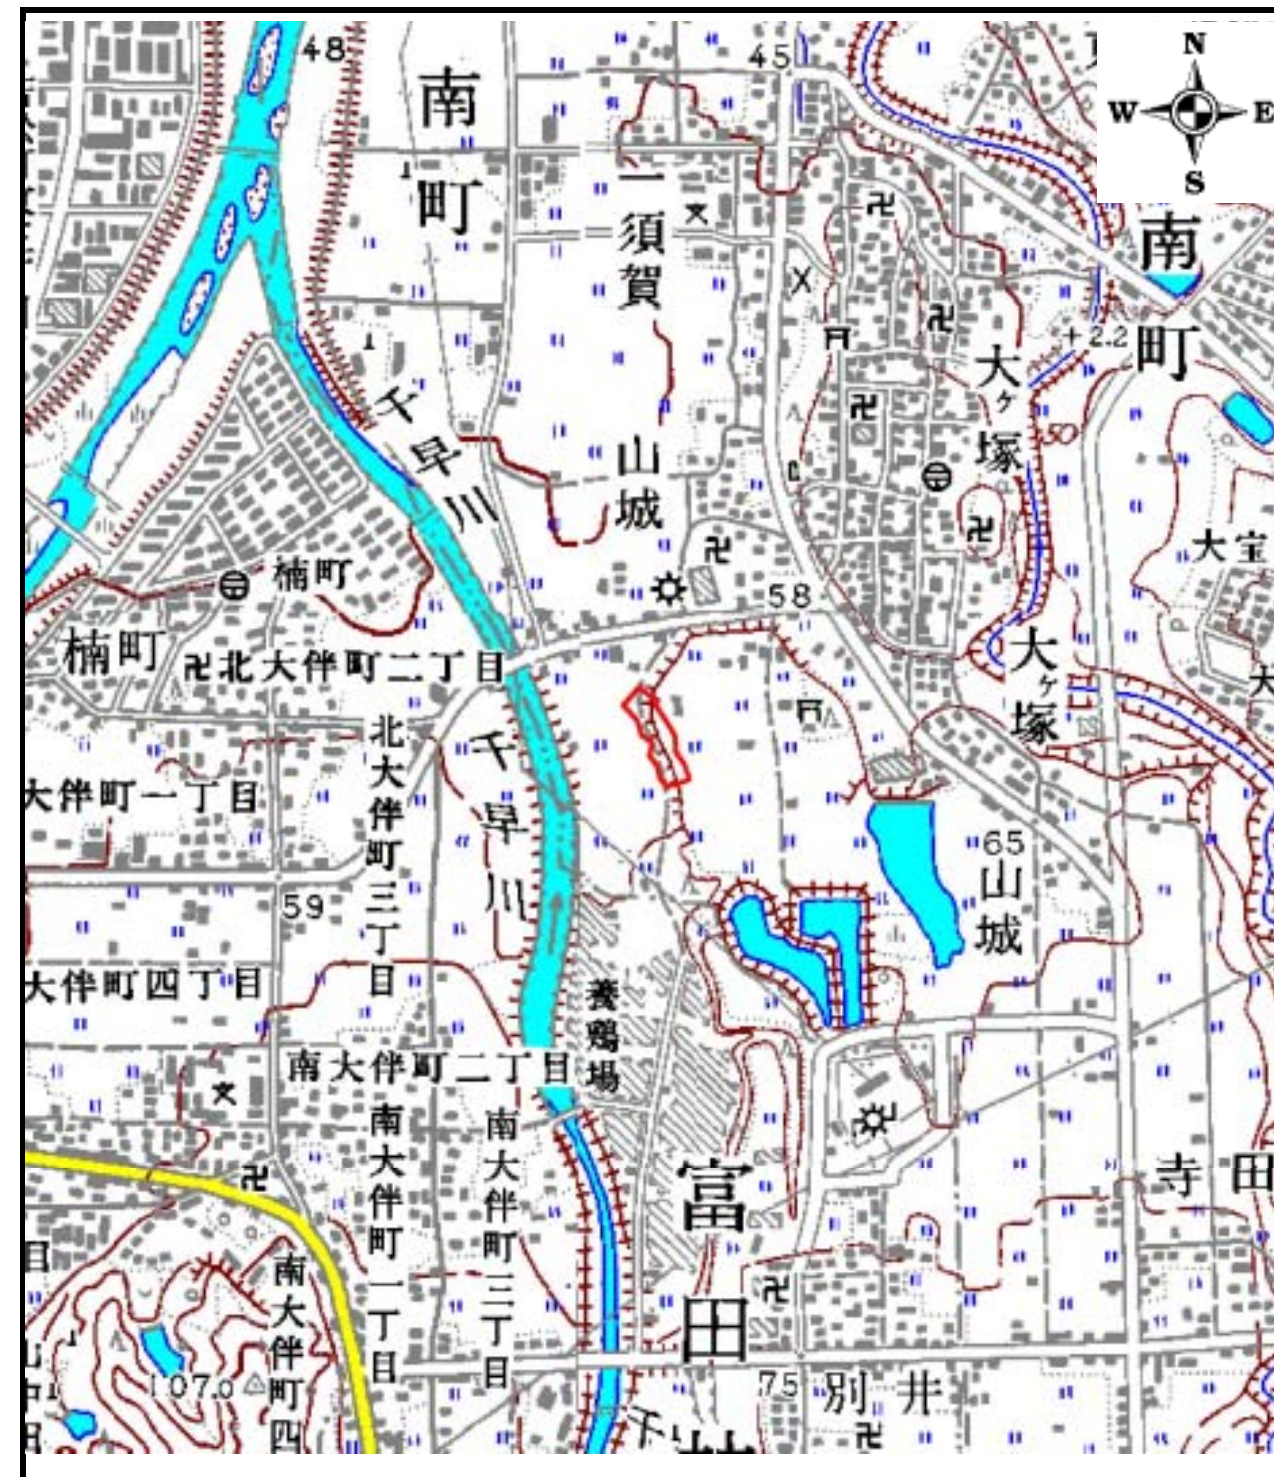 48
45
N
W E
S
南町
一須賀
南町
+2.2
大ヶ塚
50
千早川
山城
大宝
楠町
58
楠町
北大伴町二丁目
大ヶ塚
北大伴町三丁目
千早川
大伴町一丁目
65
山城
59
大伴町四丁目
養鶏場
南大伴町二丁目
南大伴町一丁目
南大伴町三丁目
富田
寺田
目
南大伴町四
107.0
75
別井